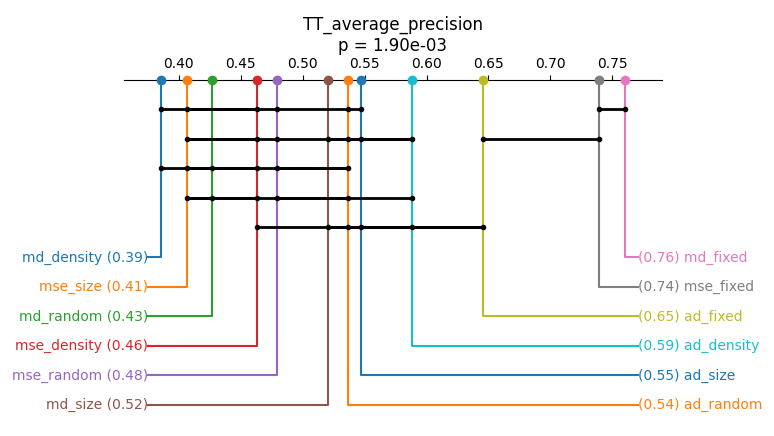 TT_average_precision
p = 1.90e-03
0.40 0.45 0.50 0.55 0.60 0.65 0.70 0.75
md_density (0.39) (0.76) md_fixed
mse_size (0.41) (0.74) mse_fixed
md_random (0.43) (0.65) ad_fixed
mse_density (0.46) (0.59) ad_density
mse_random (0.48) (0.55) ad_size
md_size (0.52) (0.54) ad_random